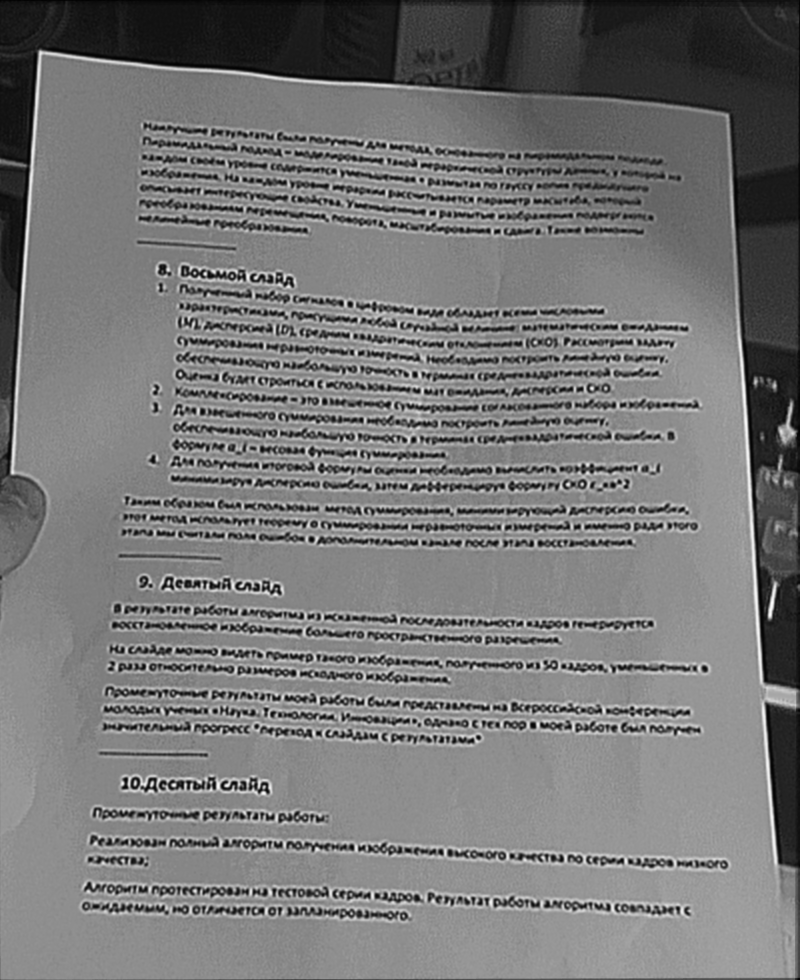 Наилучшие результаты были получены для метода, основанного на пирамидальном подходе.
Пирамидальный подход – моделирование такой иерархической структуры данных, у которой на
каждом своём уровне содержится уменьшенная + размытая по гауссу копия предыдущего
изображения. На каждом уровне иерархии рассчитывается параметр масштаба, который
описывает интересующие свойства. Уменьшенные и размытые изображения подвергаются
преобразованиям перемещения, поворота, масштабирования и сдвига. Также возможны
нелинейные преобразования.
8. Восьмой слайд
1. Полученный набор сигналов в цифровом виде обладает всеми числовыми
характеристиками, присущими любой случайной величине: математическим ожиданием
(M), дисперсией (D), средним квадратическим отклонением (СКО). Рассмотрим задачу
суммирования неравноточных измерений. Необходимо построить линейную оценку,
обеспечивающую наибольшую точность в терминах среднеквадратической ошибки.
Оценка будет строиться с использованием мат ожидания, дисперсии и СКО.
2. Комплексирование – это взвешенное суммирование согласованного набора изображений.
3. Для взвешенного суммирования необходимо построить линейную оценку,
обеспечивающую наибольшую точность в терминах среднеквадратической ошибки. В
формуле a_i – весовая функция суммирования.
4. Для получения итоговой формулы оценки необходимо вычислить коэффициент a_i
минимизируя дисперсию ошибки, затем дифференцируя формулу СКО ε_кв^2
Таким образом был использован метод суммирования, минимизирующий дисперсию ошибки,
этот метод использует теорему о суммировании неравноточных измерений и именно ради этого
этапа мы считали поля ошибок в дополнительном канале после этапа восстановления.
9. Девятый слайд
В результате работы алгоритма из искаженной последовательности кадров генерируется
восстановленное изображение большего пространственного разрешения.
На слайде можно видеть пример такого изображения, полученного из 50 кадров, уменьшенных в
2 раза относительно размеров исходного изображения.
Промежуточные результаты моей работы были представлены на Всероссийской конференции
молодых ученых «Наука. Технологии. Инновации», однако с тех пор в моей работе был получен
значительный прогресс *переход к слайдам с результатами*
10.Десятый слайд
Промежуточные результаты работы:
Реализован полный алгоритм получения изображения высокого качества по серии кадров низкого
качества;
Алгоритм протестирован на тестовой серии кадров. Результат работы алгоритма совпадает с
ожидаемым, но отличается от запланированного.